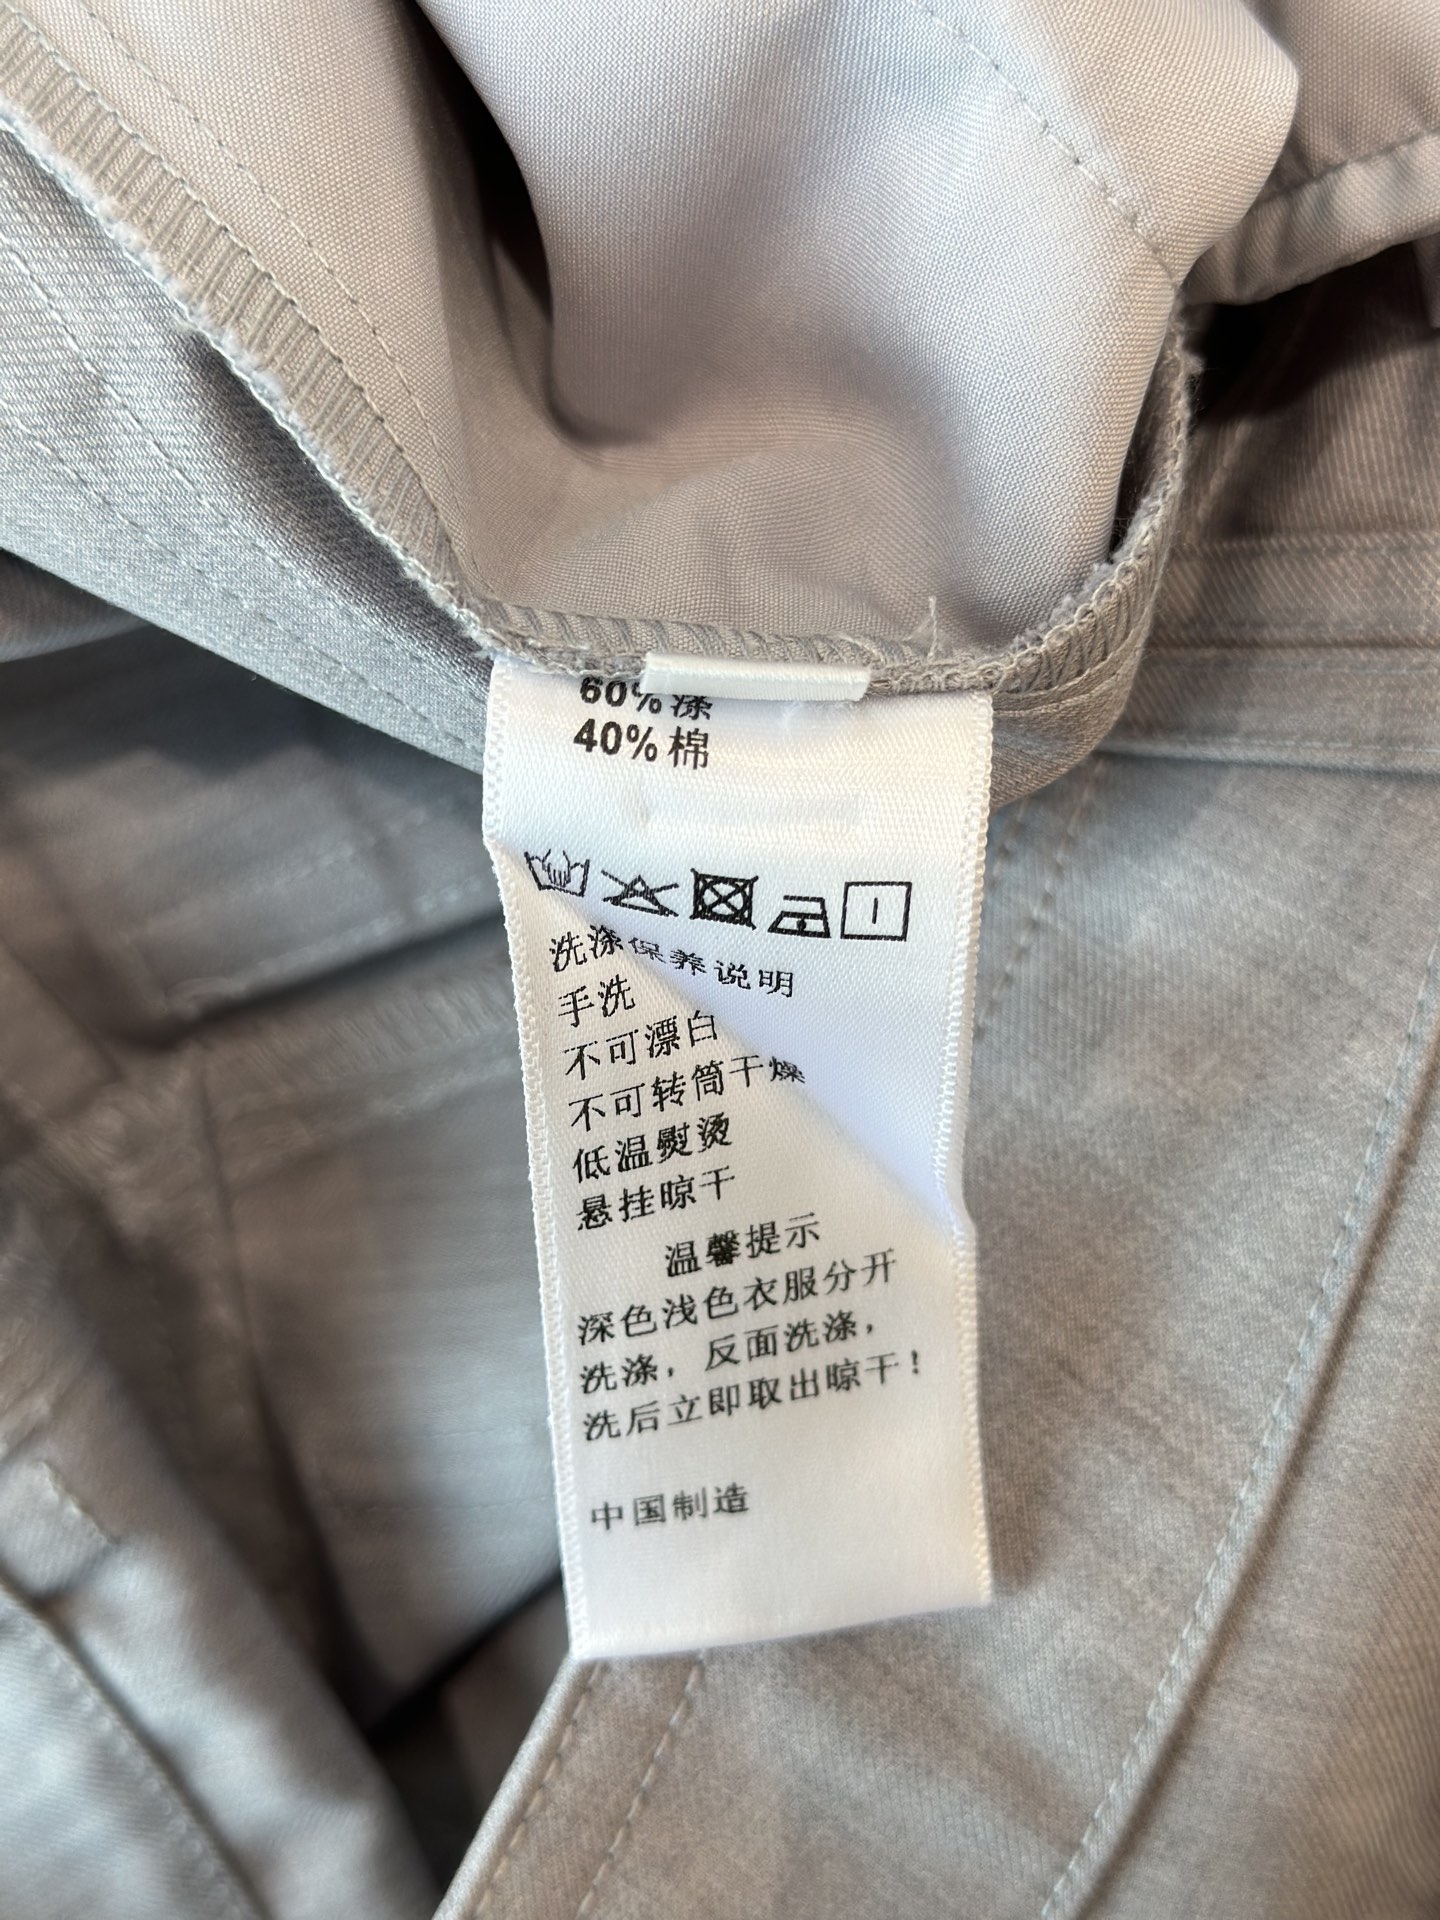 60%涤
40%棉
洗涤保养说明
手洗
不可漂白
不可转筒干燥
低温熨烫
悬挂晾干
温馨提示
深色浅色衣服分开
洗涤，反面洗涤，
洗后立即取出晾干！
中国制造